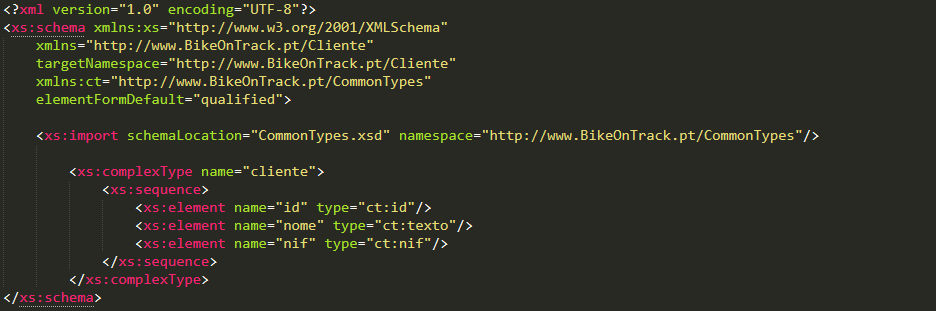 <?xml version="1.0" encoding="UTF-8"?>
<xs:schema xmlns:xs="http://www.w3.org/2001/XMLSchema"
    xmlns="http://www.BikeOnTrack.pt/Cliente"
    targetNamespace="http://www.BikeOnTrack.pt/Cliente"
    xmlns:ct="http://www.BikeOnTrack.pt/CommonTypes"
    elementFormDefault="qualified">
    <xs:import schemaLocation="CommonTypes.xsd" namespace="http://www.BikeOnTrack.pt/CommonTypes"/>
        <xs:complexType name="cliente">
            <xs:sequence>
                <xs:element name="id" type="ct:id"/>
                <xs:element name="nome" type="ct:texto"/>
                <xs:element name="nif" type="ct:nif"/>
            </xs:sequence>
        </xs:complexType>
</xs:schema>